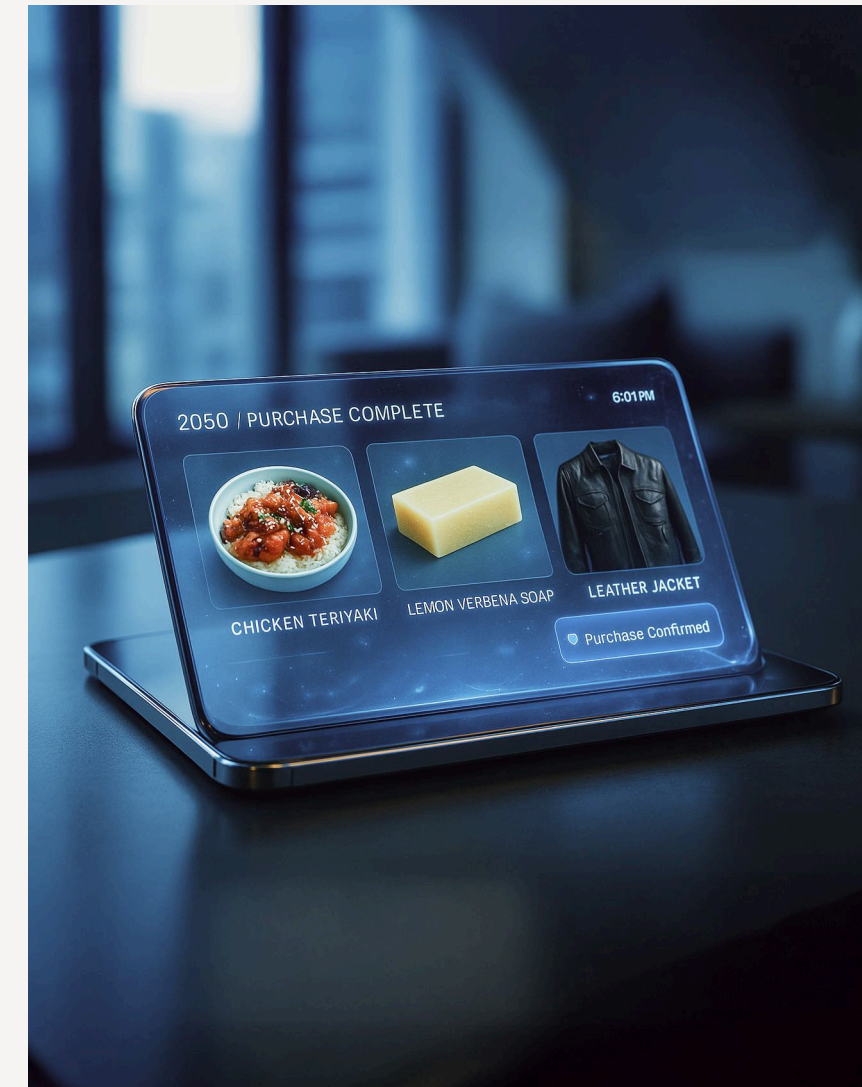 2050 / PURCHASE COMPLETE
6:01 PM
CHICKEN TERIYAKI
LEMON VERBENA SOAP
LEATHER JACKET
Purchase Confirmed